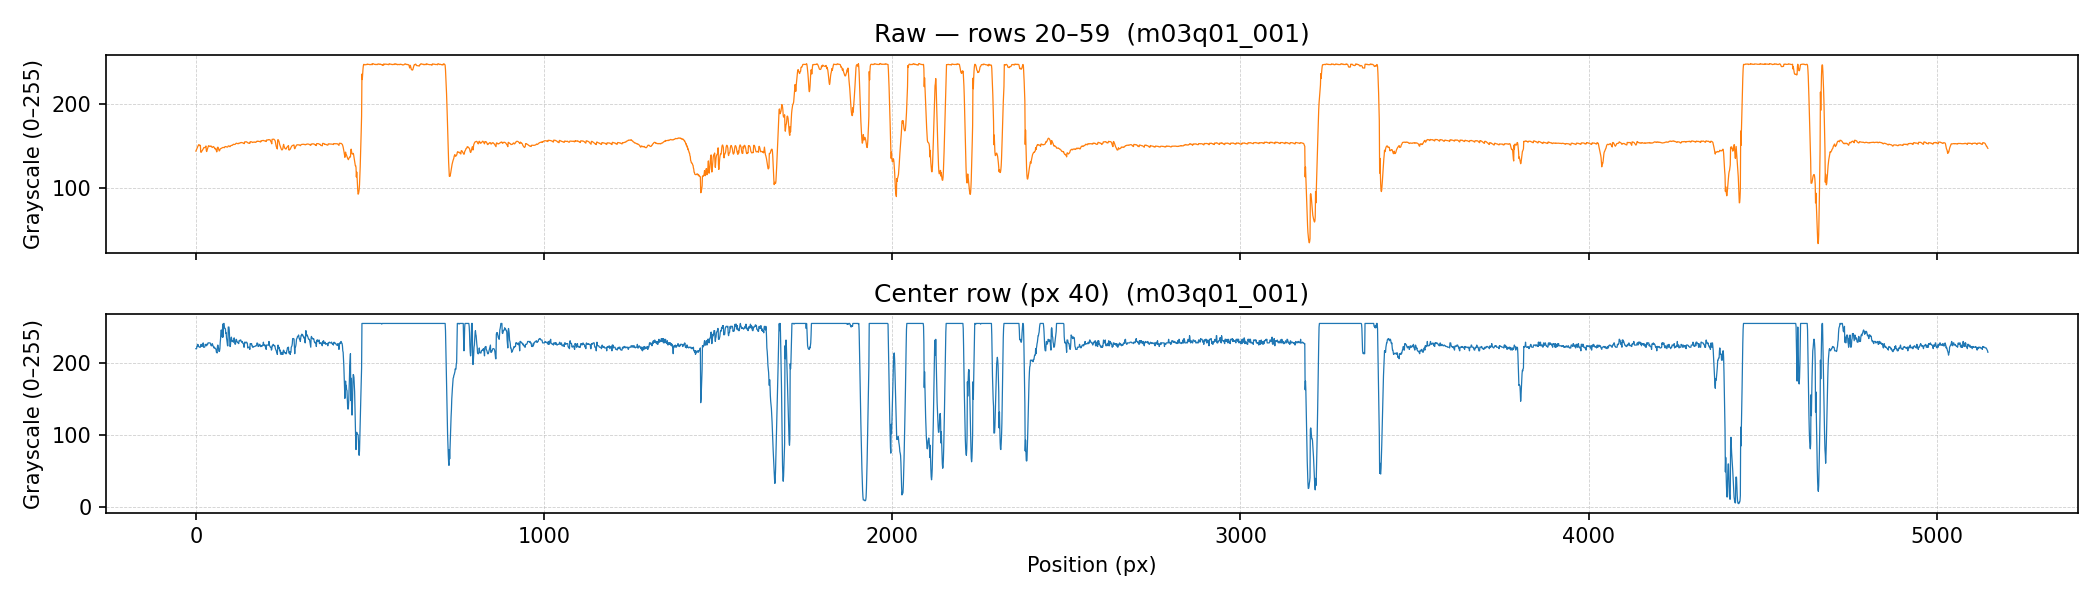 Raw — rows 20–59  (m03q01_001)
Grayscale (0–255)
200
100
Center row (px 40)  (m03q01_001)
Grayscale (0–255)
200
100
0
0
1000
2000
3000
4000
5000
Position (px)